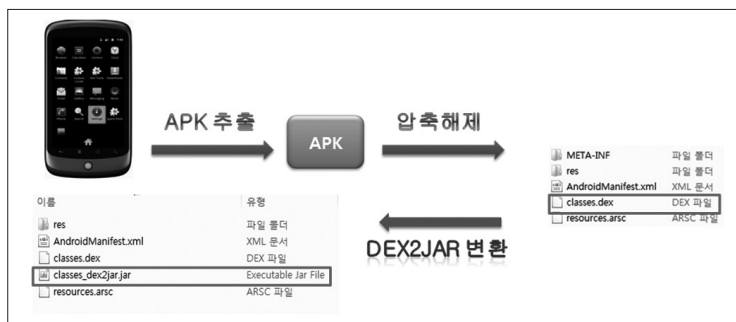 APK 추출
APK
압축해제
META-INF 파일 폴더
res 파일 폴더
AndroidManifest.xml XML 문서
classes.dex DEX 파일
resources.arsc ARSC 파일
DEX2JAR 변환
이름 유형
res 파일 폴더
AndroidManifest.xml XML 문서
classes.dex DEX 파일
classes_dex2jar.jar Executable Jar File
resources.arsc ARSC 파일